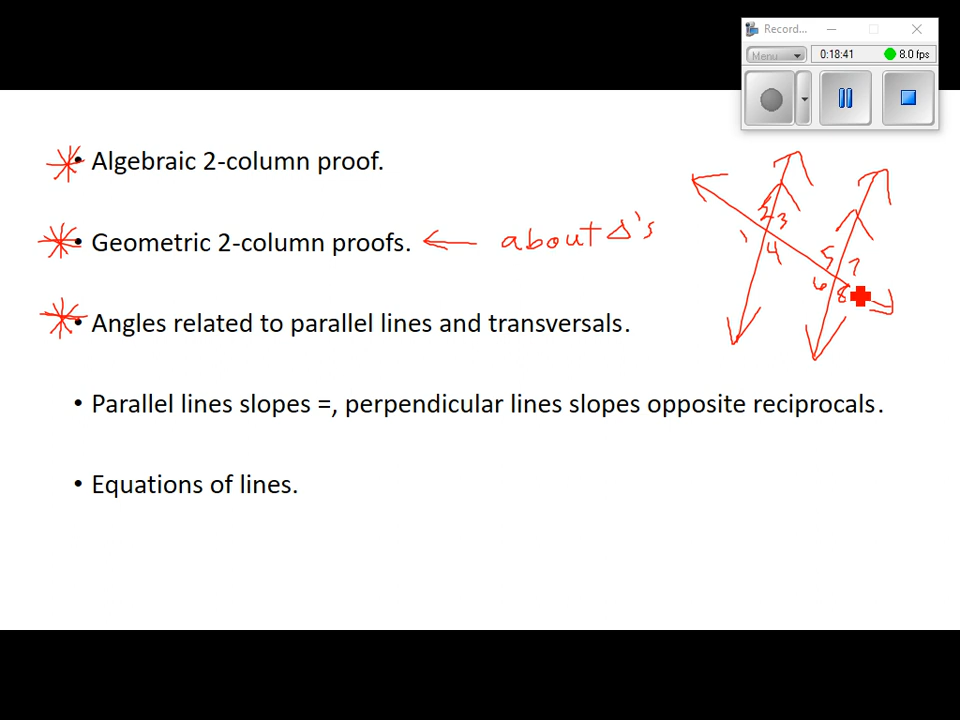 Record...
Menu
0:18:41
8.0 fps
• Algebraic 2-column proof.
• Geometric 2-column proofs. ← about Δ's
• Angles related to parallel lines and transversals.
• Parallel lines slopes =, perpendicular lines slopes opposite reciprocals.
• Equations of lines.
2 3
1 4
5 7
6 8